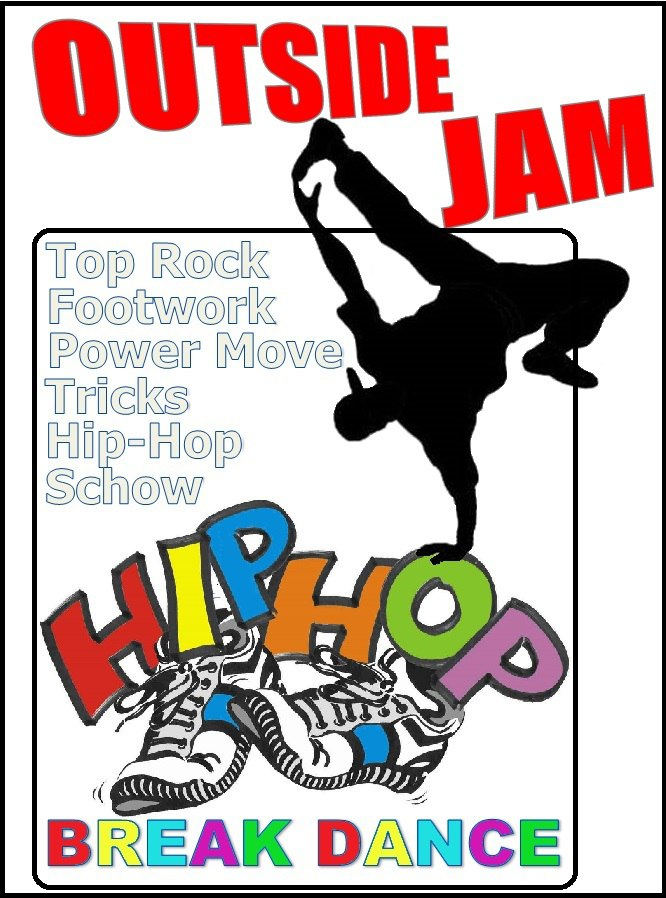 OUTSIDE
JAM
Top Rock
Footwork
Power Move
Tricks
Hip-Hop
Schow
HIPHOP
BREAK DANCE